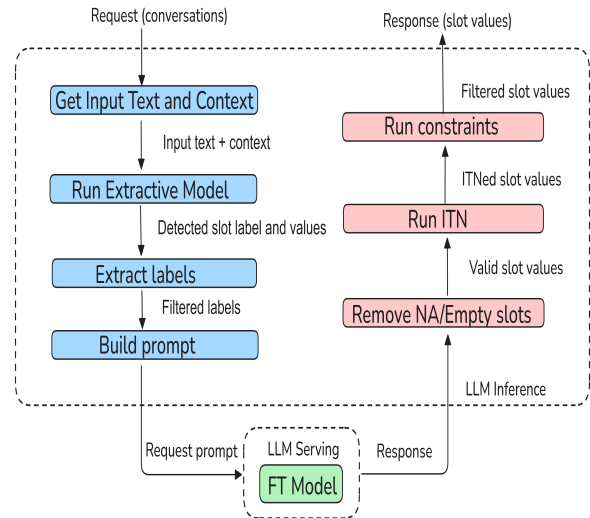 Request (conversations)
Get Input Text and Context
Input text + context
Run Extractive Model
Detected slot label and values
Extract labels
Filtered labels
Build prompt
Request prompt
LLM Serving
FT Model
Response
LLM Inference
Remove NA/Empty slots
Valid slot values
Run ITN
ITNed slot values
Run constraints
Filtered slot values
Response (slot values)